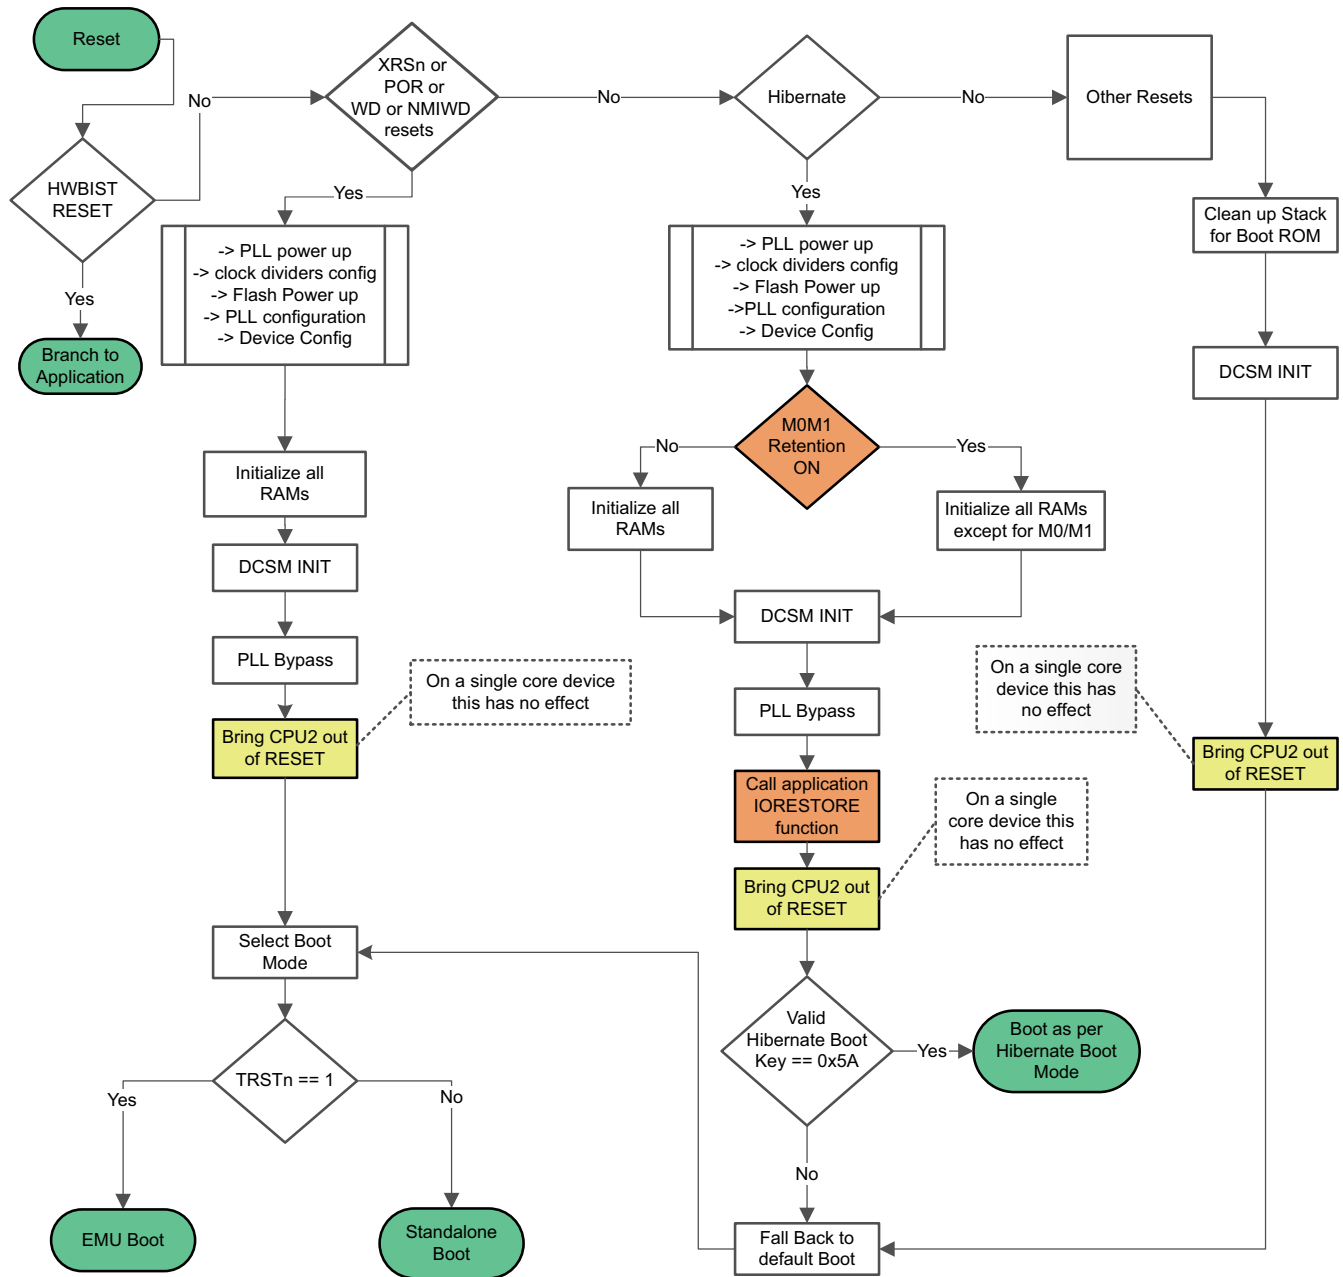 Reset
HWBIST
RESET
No
Yes
Branch to
Application
XRSn or
POR or
WD or NMIWD
resets
No
Yes
-> PLL power up
-> clock dividers config
-> Flash Power up
-> PLL configuration
-> Device Config
Initialize all
RAMs
DCSM INIT
PLL Bypass
On a single core device
this has no effect
Bring CPU2 out
of RESET
Select Boot
Mode
TRSTn == 1
Yes
No
EMU Boot
Standalone
Boot
Hibernate
No
Yes
-> PLL power up
-> clock dividers config
-> Flash Power up
->PLL configuration
-> Device Config
M0M1
Retention
ON
No
Yes
Initialize all
RAMs
Initialize all RAMs
except for M0/M1
DCSM INIT
PLL Bypass
Call application
IORESTORE
function
On a single
core device this
has no effect
Bring CPU2 out
of RESET
Valid
Hibernate Boot
Key == 0x5A
Yes
Boot as per
Hibernate Boot
Mode
No
Fall Back to
default Boot
Other Resets
Clean up Stack
for Boot ROM
DCSM INIT
On a single core
device this has
no effect
Bring CPU2 out
of RESET